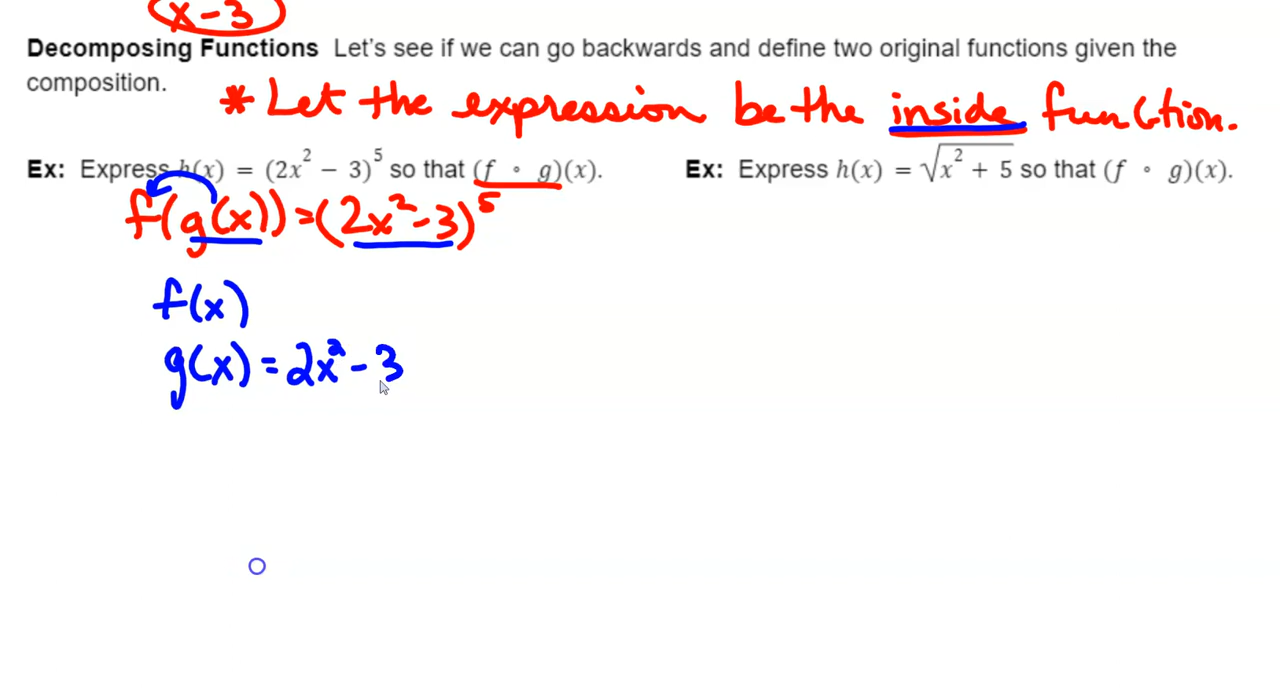 x-3
Decomposing Functions Let's see if we can go backwards and define two original functions given the
composition.
* Let the expression be the inside function.
Ex: Express h(x) = (2x² − 3)⁵ so that (f ∘ g)(x).
Ex: Express h(x) = √(x² + 5) so that (f ∘ g)(x).
f(g(x))=(2x²-3)⁵
f(x)
g(x)=2x²-3